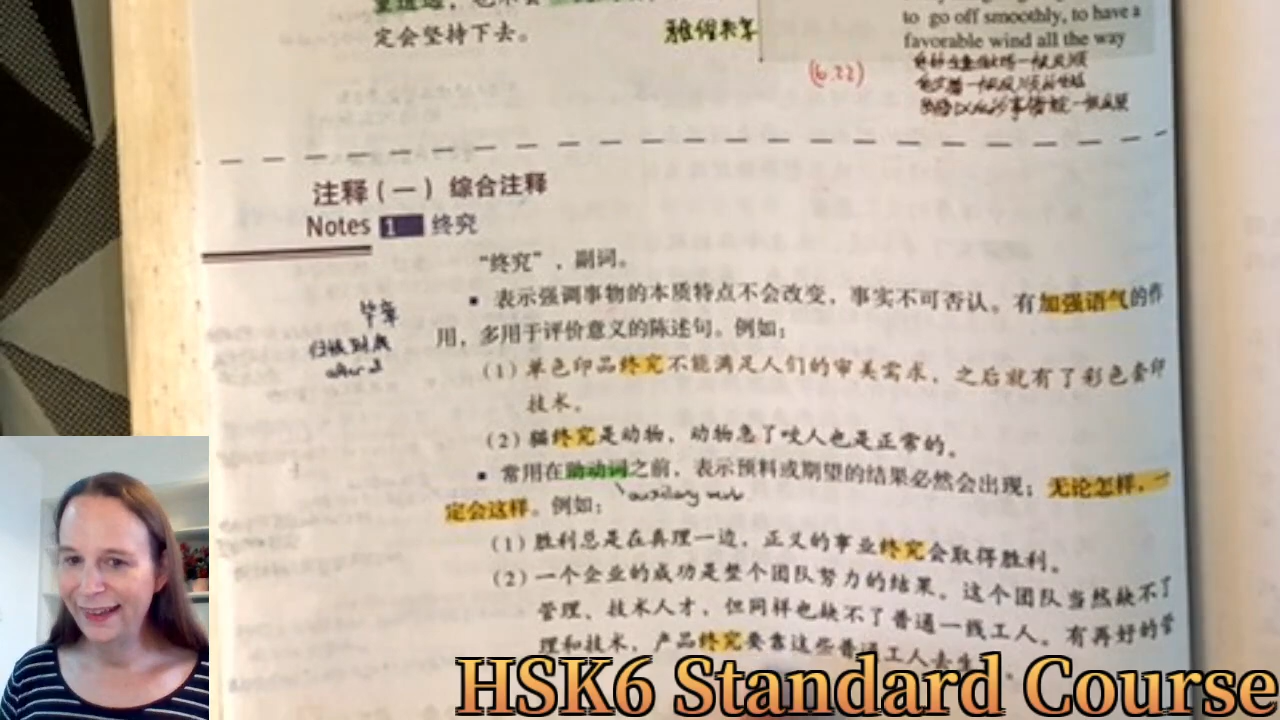 定会坚持下去。
to go off smoothly, to have a
favorable wind all the way
(6.22)
注释(一) 综合注释
Notes 1 终究
“终究”，副词。
▪ 表示强调事物的本质特点不会改变，事实不可否认。有加强语气的作
用，多用于评价意义的陈述句。例如：
毕竟
归根到底
(1) 单色印品终究不能满足人们的审美需求，之后就有了彩色套印
技术。
(2) 猫终究是动物，动物急了咬人也是正常的。
▪ 常用在助动词之前，表示预料或期望的结果必然会出现；无论怎样，一
auxiliary verb
定会这样。例如：
(1) 胜利总是在真理一边，正义的事业终究会取得胜利。
(2) 一个企业的成功是整个团队努力的结果。这个团队当然缺不了
管理、技术人才，但同样也缺不了普通一线工人。有再好的管
理和技术，产品终究要靠这些普通工人去生
HSK6 Standard Course